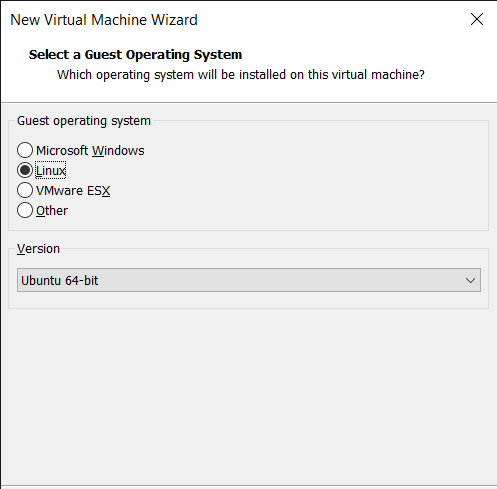 New Virtual Machine Wizard
Select a Guest Operating System
Which operating system will be installed on this virtual machine?
Guest operating system
Microsoft Windows
Linux
VMware ESX
Other
Version
Ubuntu 64-bit